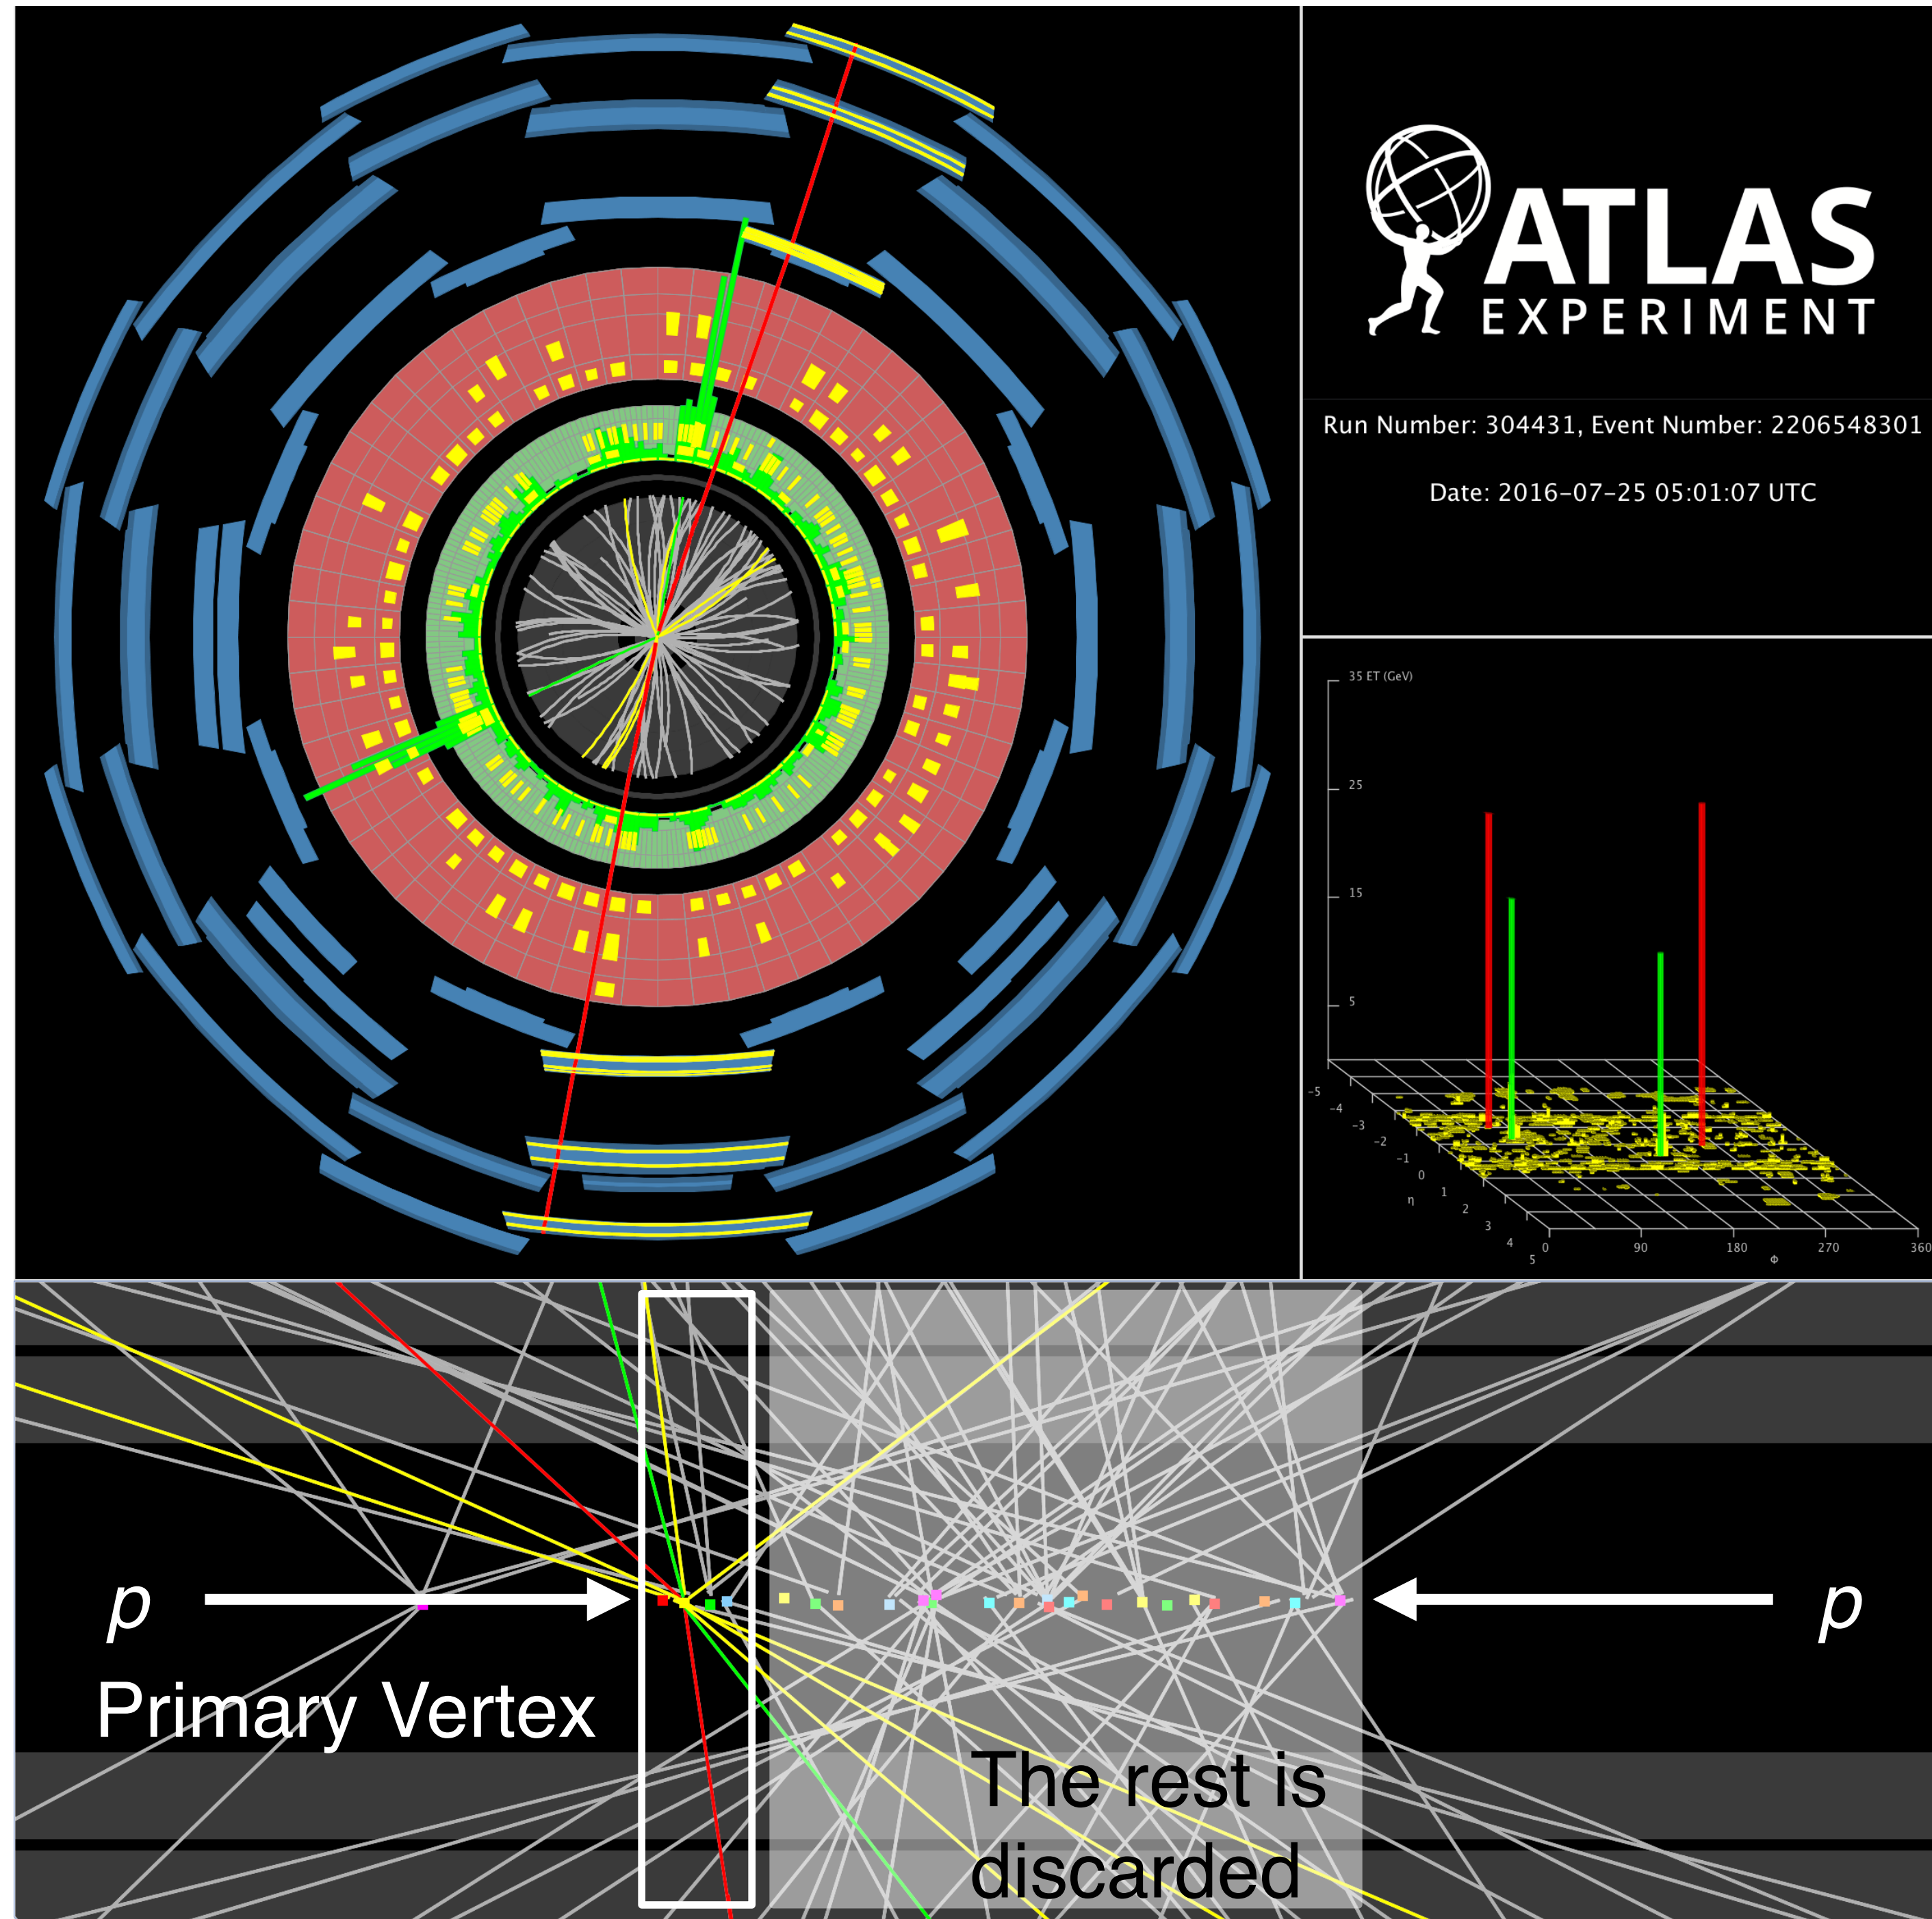 ATLAS
EXPERIMENT
Run Number: 304431, Event Number: 2206548301
Date: 2016-07-25 05:01:07 UTC
35 ET (GeV)
25
15
5
-5
-4
-3
-2
-1
0
1
2
3
4
5
η
0
90
180
270
360
Φ
p
p
Primary Vertex
The rest is
discarded